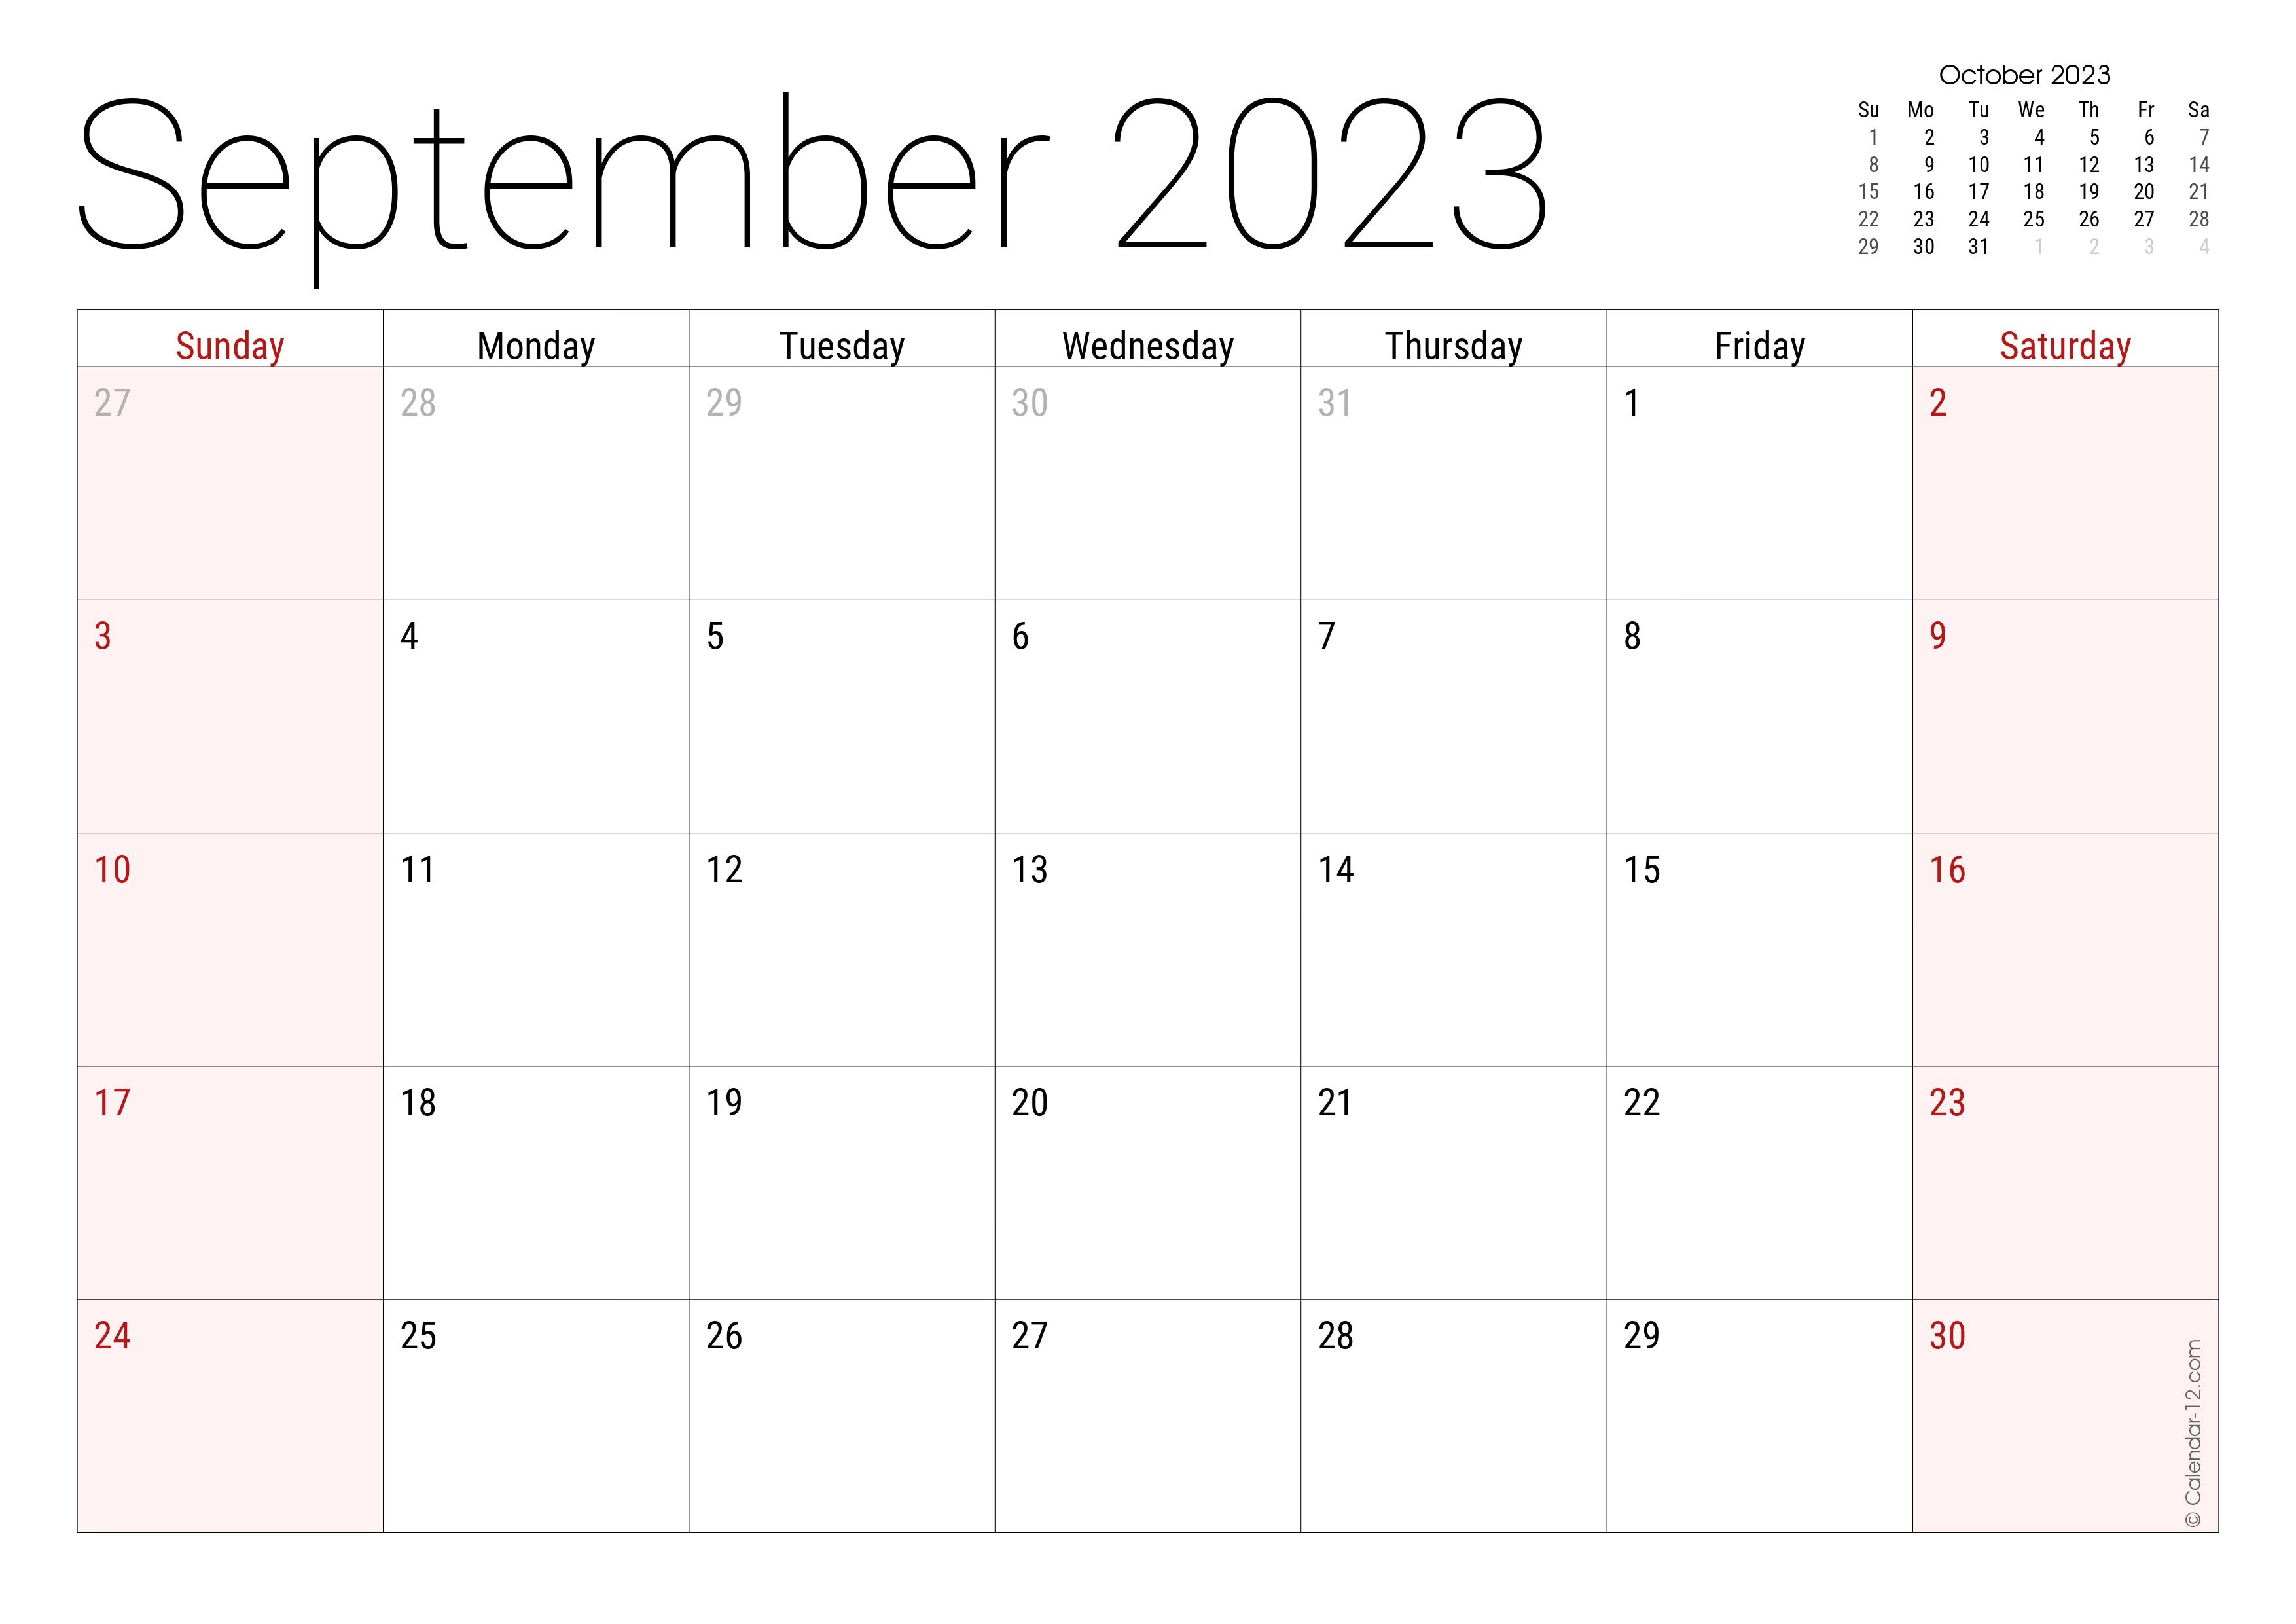 September 2023
October 2023
Su Mo Tu We Th Fr Sa
1 2 3 4 5 6 7
8 9 10 11 12 13 14
15 16 17 18 19 20 21
22 23 24 25 26 27 28
29 30 31 1 2 3 4
Sunday Monday Tuesday Wednesday Thursday Friday Saturday
27 28 29 30 31 1 2
3 4 5 6 7 8 9
10 11 12 13 14 15 16
17 18 19 20 21 22 23
24 25 26 27 28 29 30
© Calendar-12.com